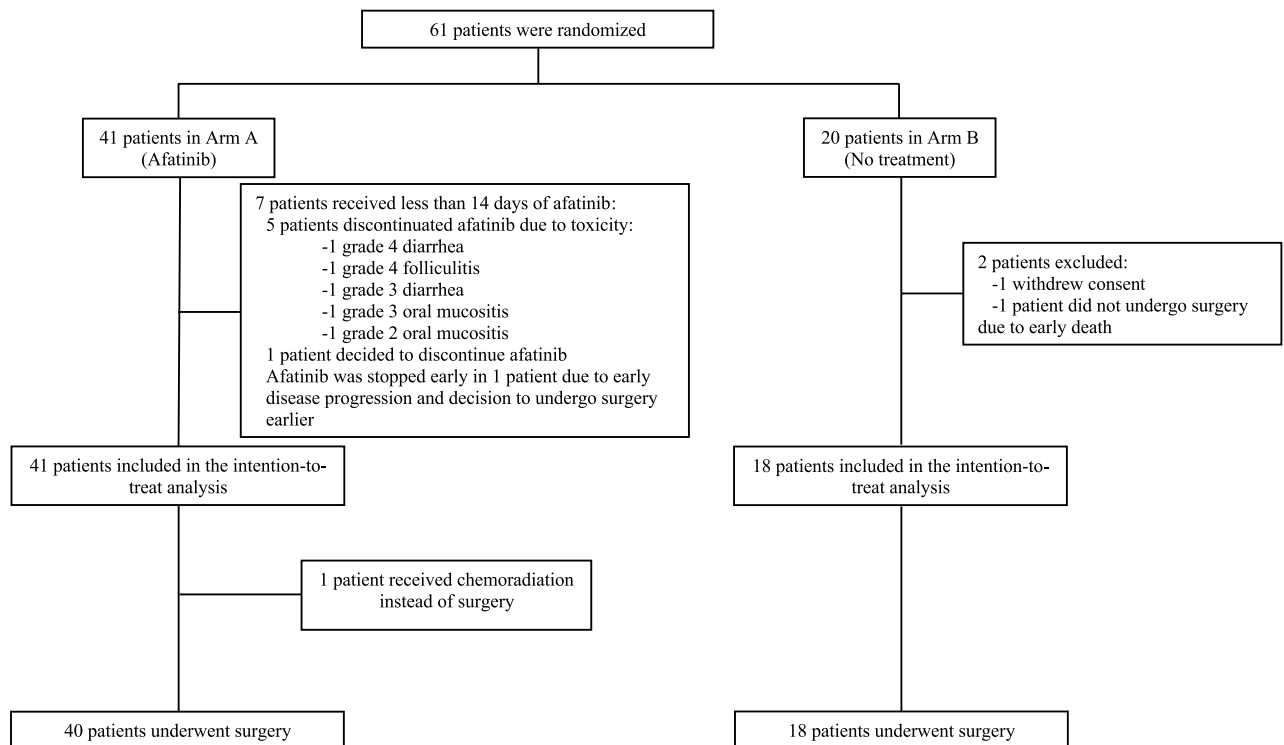 61 patients were randomized
41 patients in Arm A
(Afatinib)
20 patients in Arm B
(No treatment)
7 patients received less than 14 days of afatinib:
5 patients discontinuated afatinib due to toxicity:
-1 grade 4 diarrhea
-1 grade 4 folliculitis
-1 grade 3 diarrhea
-1 grade 3 oral mucositis
-1 grade 2 oral mucositis
1 patient decided to discontinue afatinib
Afatinib was stopped early in 1 patient due to early
disease progression and decision to undergo surgery
earlier
2 patients excluded:
-1 withdrew consent
-1 patient did not undergo surgery
due to early death
41 patients included in the intention-to-
treat analysis
18 patients included in the intention-to-
treat analysis
1 patient received chemoradiation
instead of surgery
40 patients underwent surgery
18 patients underwent surgery